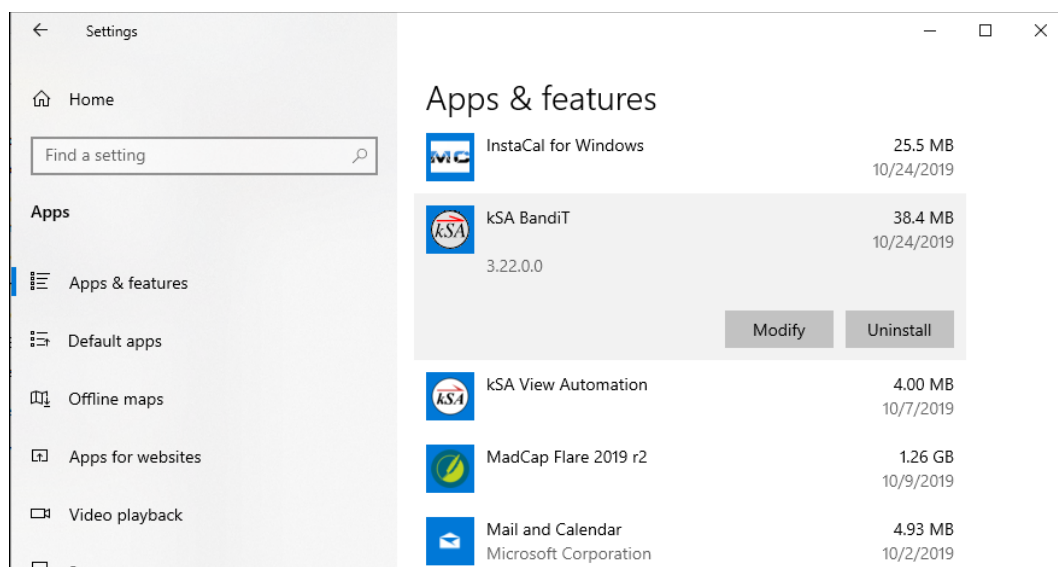 Settings
Home
Find a setting
Apps
Apps & features
Default apps
Offline maps
Apps for websites
Video playback
Apps & features
MC
InstaCal for Windows
25.5 MB
10/24/2019
kSA
kSA BandiT
38.4 MB
10/24/2019
3.22.0.0
Modify
Uninstall
kSA
kSA View Automation
4.00 MB
10/7/2019
MadCap Flare 2019 r2
1.26 GB
10/9/2019
Mail and Calendar
4.93 MB
Microsoft Corporation
10/2/2019